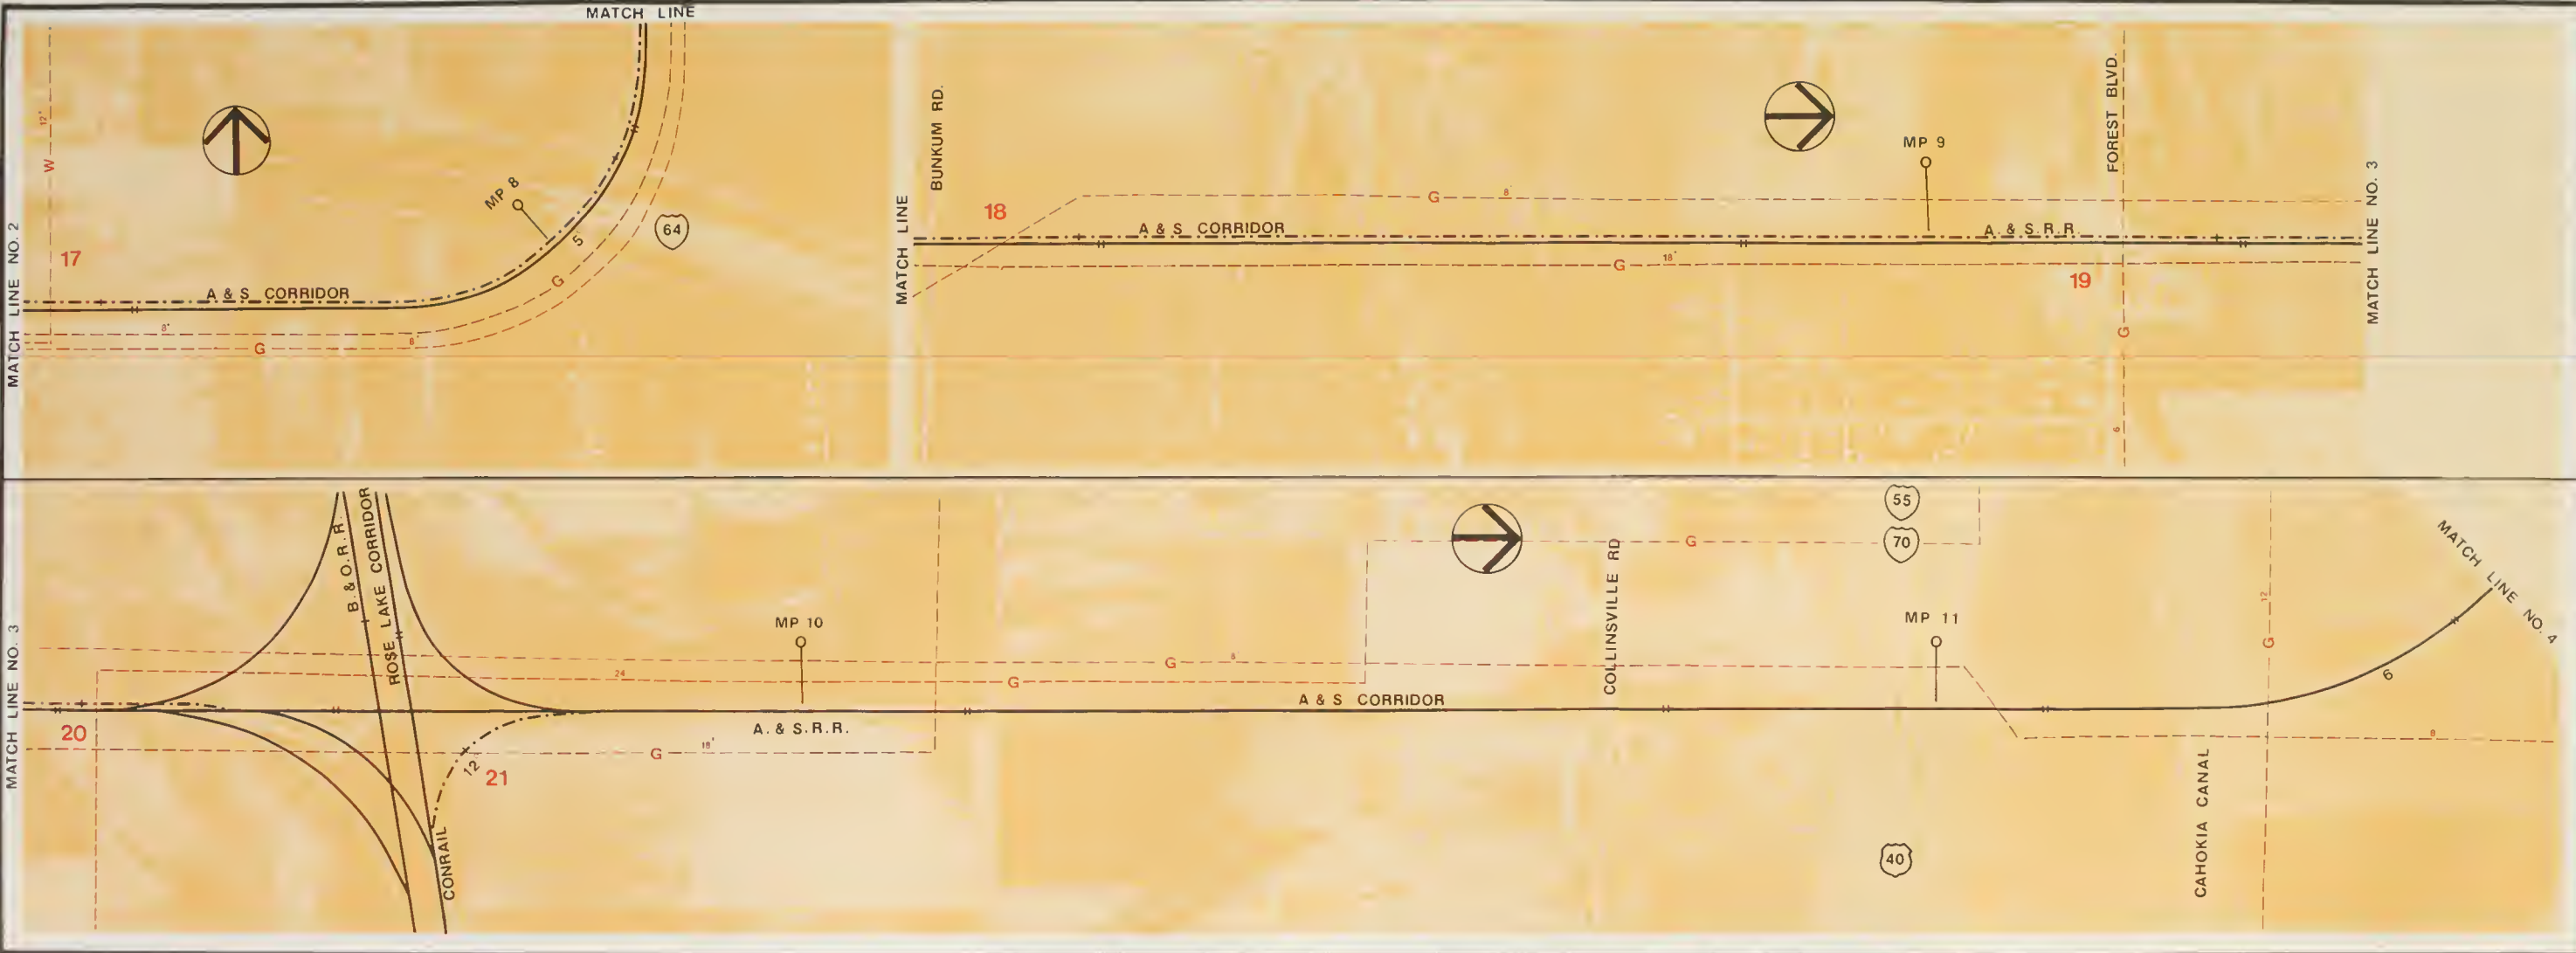 MATCH LINE
MATCH LINE NO. 2
12"
W
17
MP 8
64
5
A & S CORRIDOR
G
8"
8"
G
MATCH LINE
BUNKUM RD.
18
A & S CORRIDOR
G
8"
MP 9
A. & S.R.R.
FOREST BLVD.
G
18"
19
G
6
MATCH LINE NO. 3
MATCH LINE NO. 3
20
B. & O. R. R.
ROSE LAKE CORRIDOR
CONRAIL
12
21
24
MP 10
A. & S.R.R.
G
18"
G
G
8"
A & S CORRIDOR
COLLINSVILLE RD
G
55
70
MP 11
40
CAHOKIA CANAL
12
G
6
8
MATCH LINE NO. 4